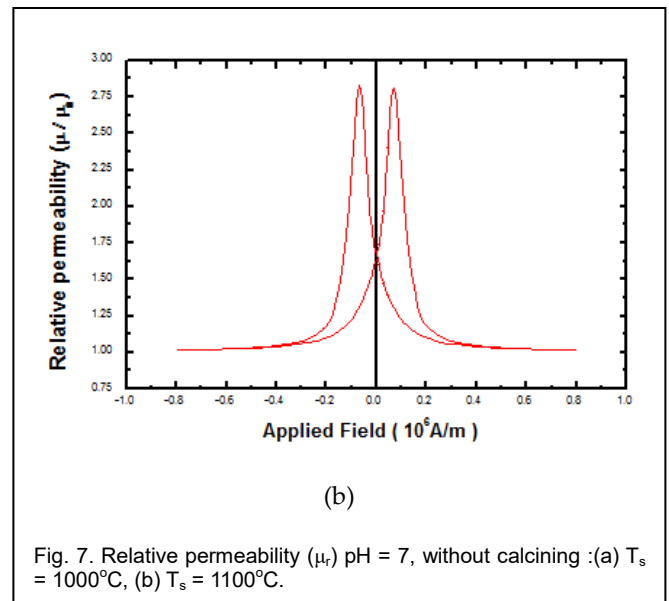 3.00
2.75
2.50
2.25
2.00
1.75
1.50
1.25
1.00
0.75
Relative permeability (μ / μ₀)
-1.0 -0.8 -0.6 -0.4 -0.2 0.0 0.2 0.4 0.6 0.8 1.0
Applied Field ( 10⁶A/m )
(b)
Fig. 7. Relative permeability (μᵣ) pH = 7, without calcining :(a) Tₛ
= 1000°C, (b) Tₛ = 1100°C.